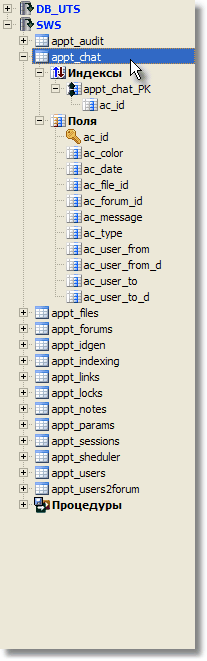 DB_UTS
SWS
appt_audit
appt_chat
Индексы
appt_chat_PK
ac_id
Поля
ac_id
ac_color
ac_date
ac_file_id
ac_forum_id
ac_message
ac_type
ac_user_from
ac_user_from_d
ac_user_to
ac_user_to_d
appt_files
appt_forums
appt_idgen
appt_indexing
appt_links
appt_locks
appt_notes
appt_params
appt_sessions
appt_sheduler
appt_users
appt_users2forum
Процедуры